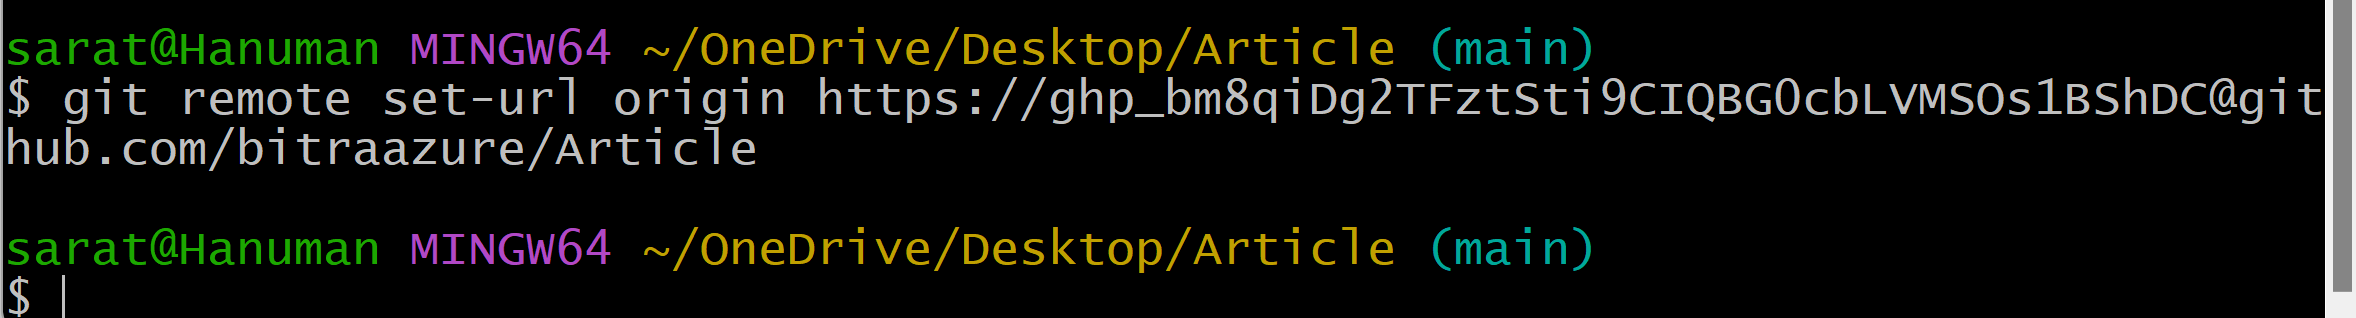 sarat@Hanuman MINGW64 ~/OneDrive/Desktop/Article (main)
$ git remote set-url origin https://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@git
hub.com/bitraazure/Article
sarat@Hanuman MINGW64 ~/OneDrive/Desktop/Article (main)
$